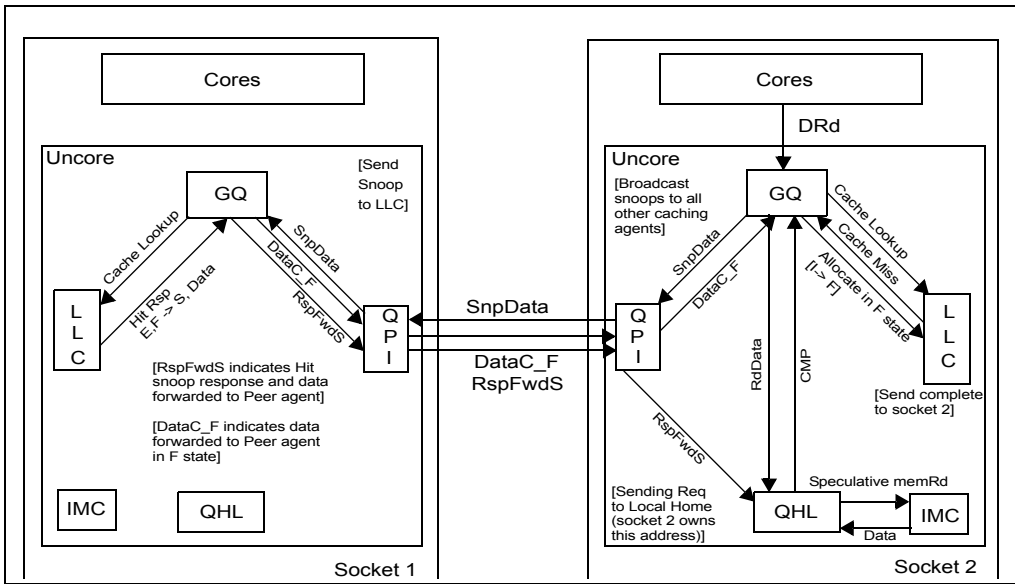 Cores
Uncore
[Send
Snoop
to LLC]
GQ
Cache Lookup
Hit Rsp
E,F -> S, Data
SnpData
DataC_F
RspFwdS
L
L
C
Q
P
I
[RspFwdS indicates Hit
snoop response and data
forwarded to Peer agent]
[DataC_F indicates data
forwarded to Peer agent
in F state]
IMC
QHL
Socket 1
SnpData
DataC_F
RspFwdS
Cores
DRd
Uncore
[Broadcast
snoops to all
other caching
agents]
GQ
SnpData
DataC_F
Cache Lookup
Cache Miss
Allocate in F state
[I-> F]
Q
P
I
L
L
C
RdData
CMP
[Send complete
to socket 2]
RspFwdS
[Sending Req
to Local Home
(socket 2 owns
this address)]
Speculative memRd
QHL
IMC
Data
Socket 2